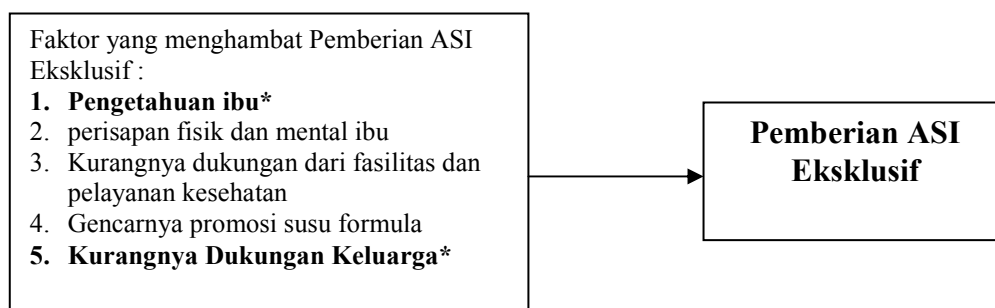 Faktor yang menghambat Pemberian ASI
Eksklusif :
1. Pengetahuan ibu*
2. perisapan fisik dan mental ibu
3. Kurangnya dukungan dari fasilitas dan
pelayanan kesehatan
4. Gencarnya promosi susu formula
5. Kurangnya Dukungan Keluarga*
Pemberian ASI
Eksklusif